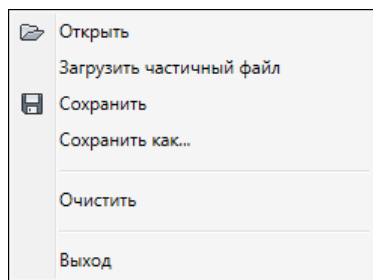 Открыть
Загрузить частичный файл
Сохранить
Сохранить как...
Очистить
Выход